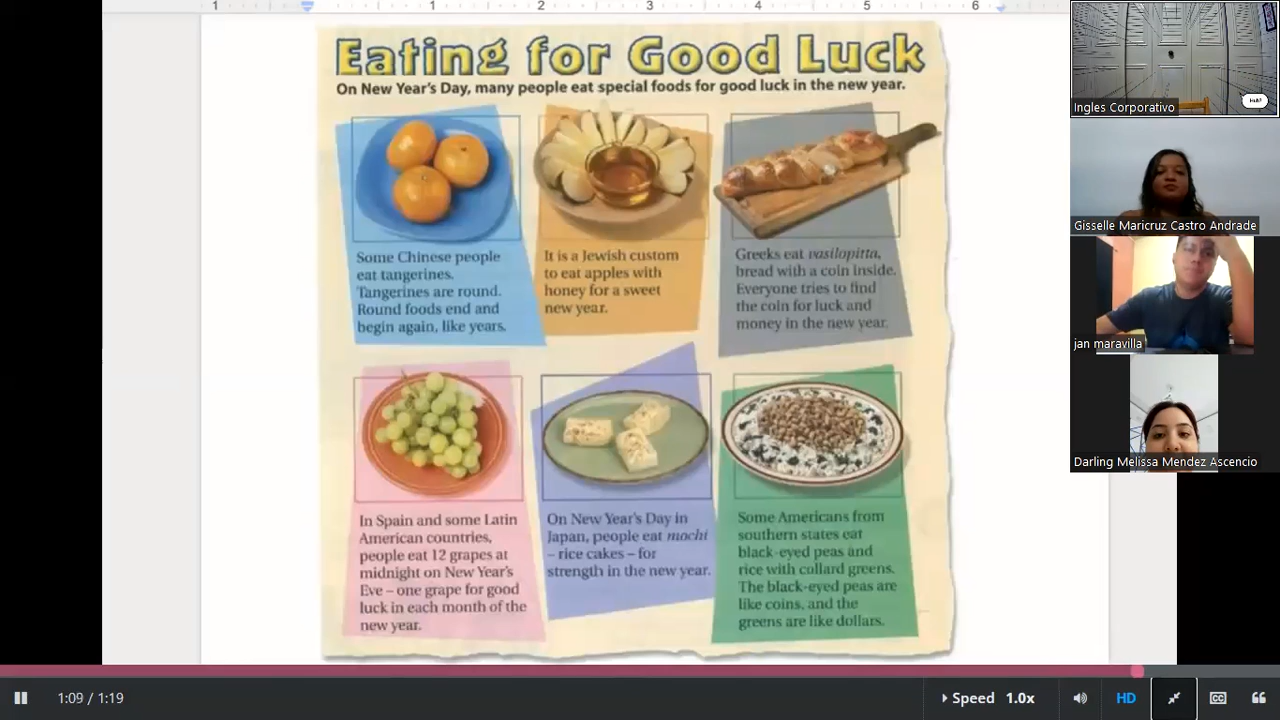 1 1 2 3 4 5 6
Eating for Good Luck
On New Year's Day, many people eat special foods for good luck in the new year.
Some Chinese people
eat tangerines.
Tangerines are round.
Round foods end and
begin again, like years.
It is a Jewish custom
to eat apples with
honey for a sweet
new year.
Greeks eat vasilopitta,
bread with a coin inside.
Everyone tries to find
the coin for luck and
money in the new year.
In Spain and some Latin
American countries,
people eat 12 grapes at
midnight on New Year's
Eve – one grape for good
luck in each month of the
new year.
On New Year's Day in
Japan, people eat mochi
– rice cakes – for
strength in the new year.
Some Americans from
southern states eat
black-eyed peas and
rice with collard greens.
The black-eyed peas are
like coins, and the
greens are like dollars.
Ingles Corporativo
Gisselle Maricruz Castro Andrade
jan maravilla
Darling Melissa Mendez Ascencio
1:09 / 1:19
Speed 1.0x
HD
CC